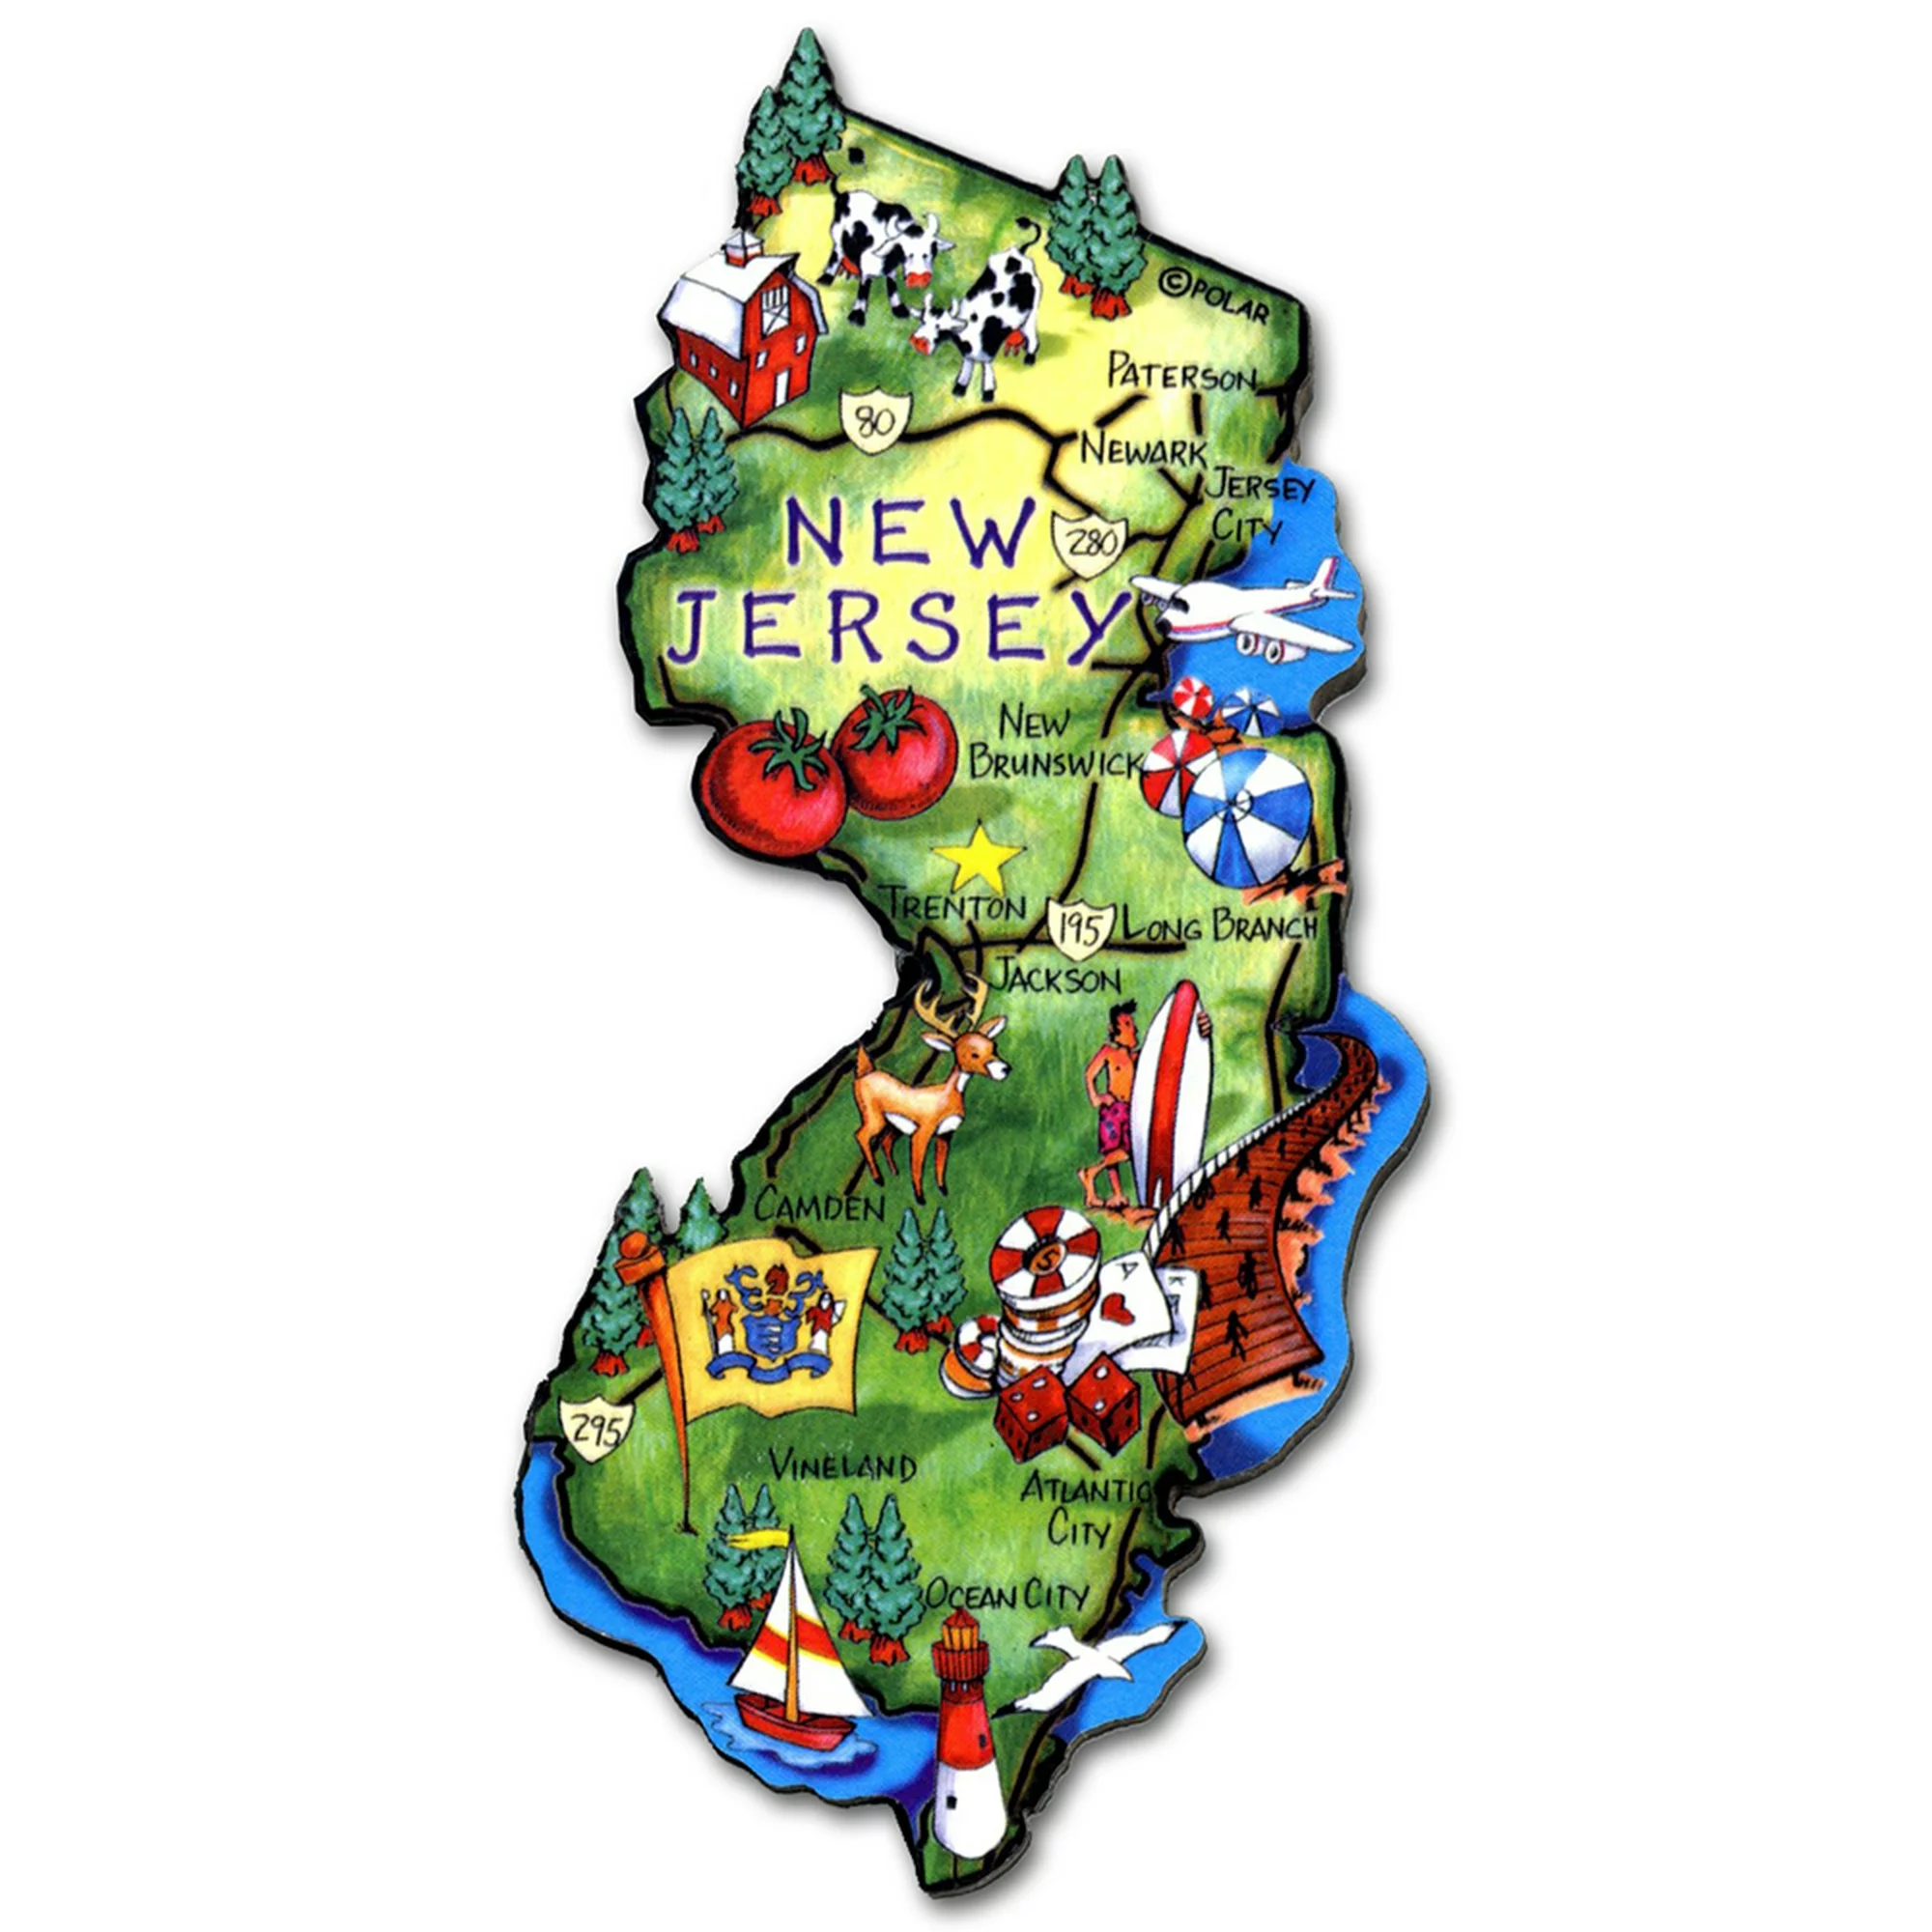 ©POLAR
PATERSON
80
NEWARK
JERSEY
CITY
NEW
280
JERSEY
NEW
BRUNSWICK
TRENTON
195
LONG BRANCH
JACKSON
CAMDEN
5
A
K
295
VINELAND
ATLANTIC
CITY
OCEAN CITY